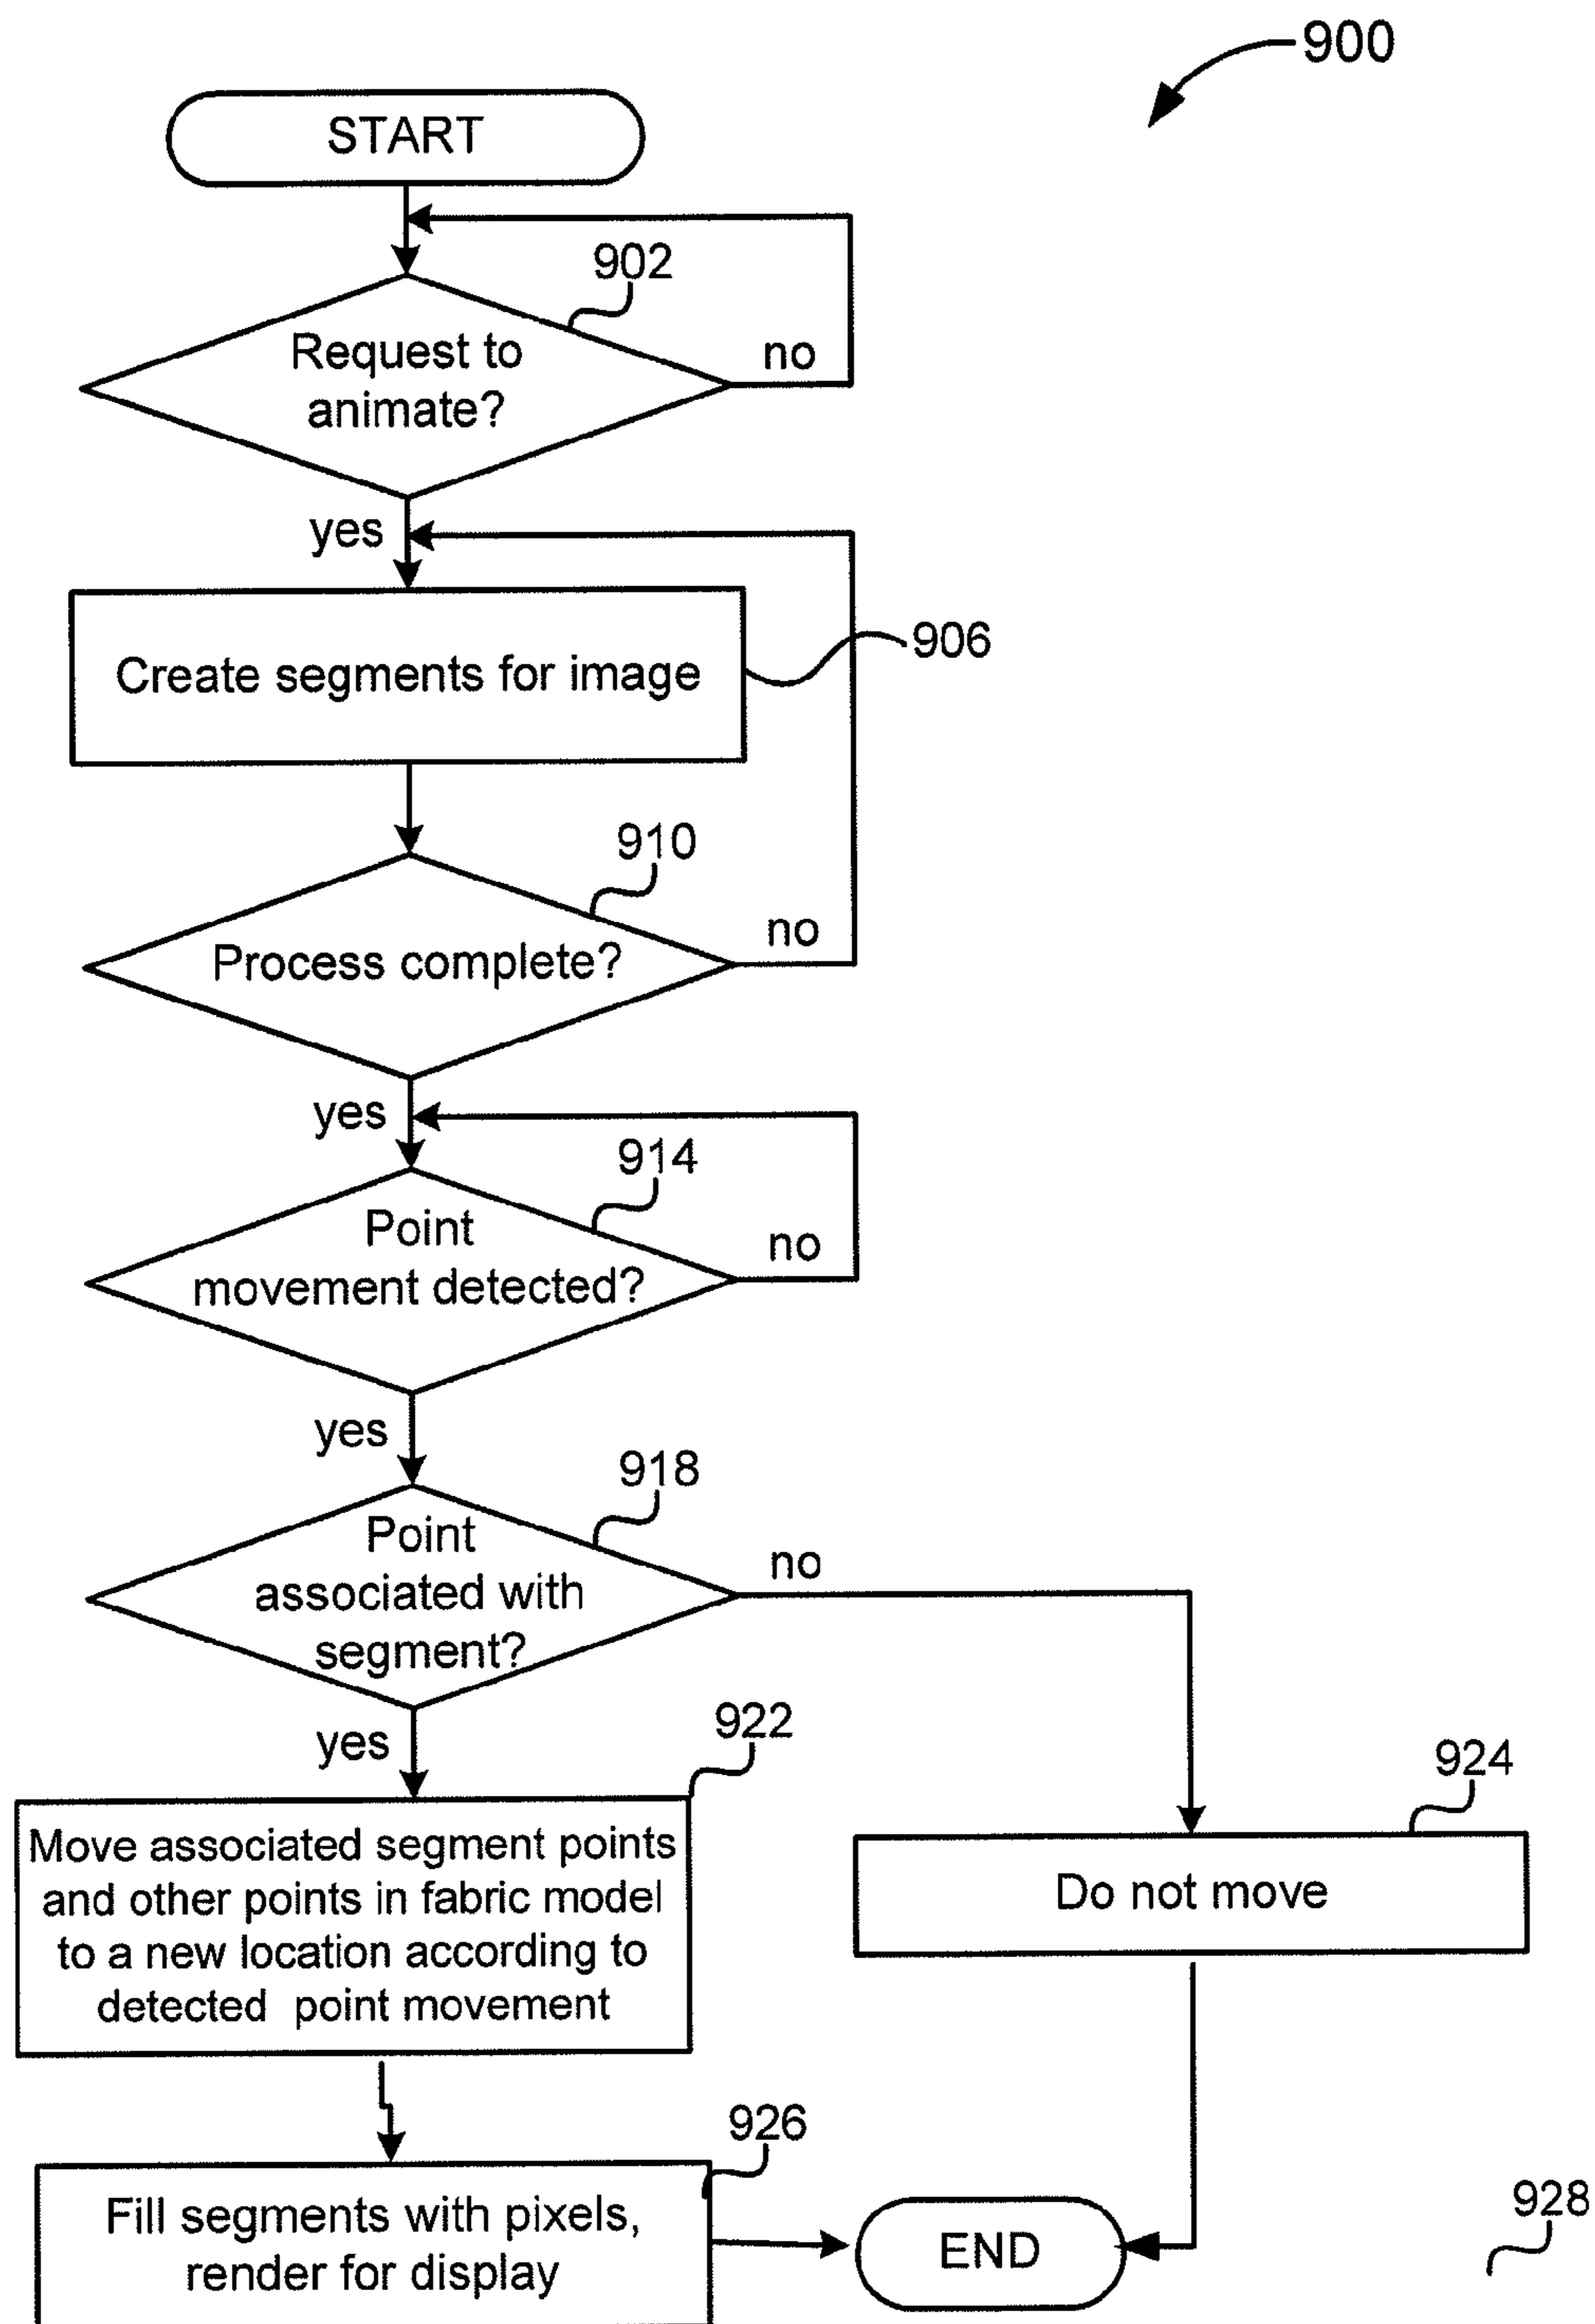 900
START
902
Request to
animate?
no
yes
Create segments for image
906
910
Process complete?
no
yes
914
Point
movement detected?
no
yes
918
Point
associated with
segment?
no
yes
922
Move associated segment points
and other points in fabric model
to a new location according to
detected point movement
924
Do not move
926
Fill segments with pixels,
render for display
END
928